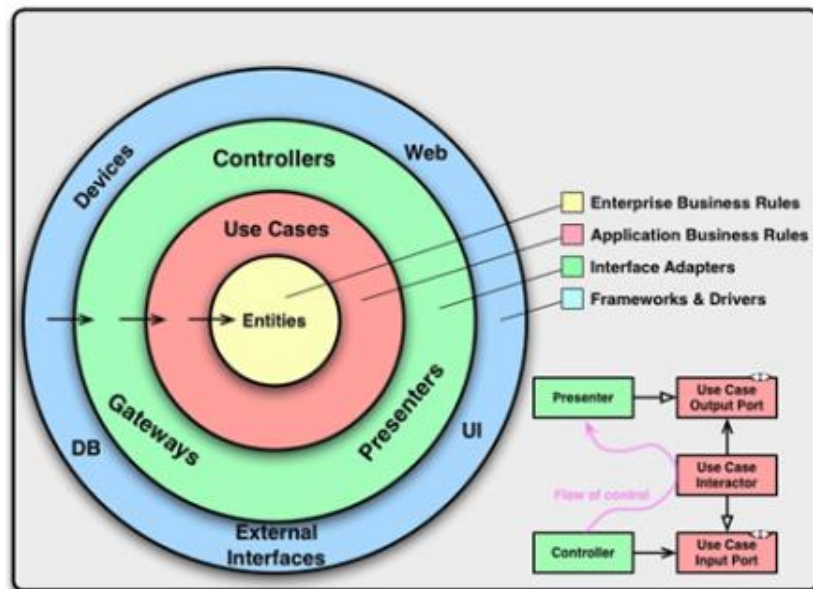 Devices
Controllers
Web
Use Cases
Entities
Gateways
Presenters
DB
UI
External
Interfaces
Enterprise Business Rules
Application Business Rules
Interface Adapters
Frameworks & Drivers
Presenter
Use Case
Output Port
Flow of control
Use Case
Interactor
Controller
Use Case
Input Port